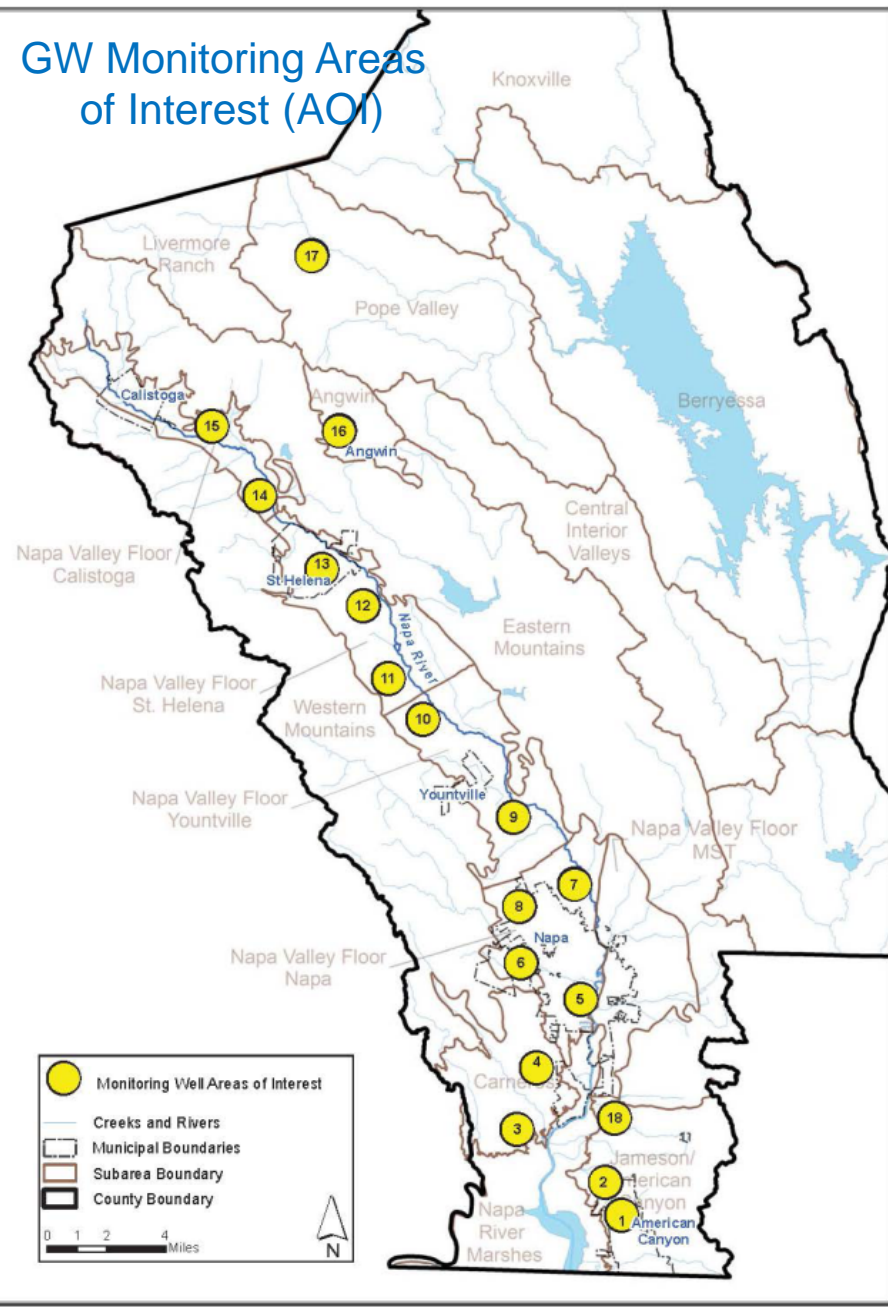 GW Monitoring Areas
of Interest (AOI)
Knoxville
Livermore
Ranch
17
Pope Valley
Berryessa
Calistoga
15
Angwin
16
Angwin
14
Central
Interior
Valleys
Napa Valley Floor
Calistoga
13
St Helena
12
Napa River
Eastern
Mountains
Napa Valley Floor
St. Helena
11
Western
Mountains
10
Napa Valley Floor
Yountville
Yountville
9
Napa Valley Floor
MST
7
8
Napa
Napa Valley Floor
Napa
6
5
4
Carneros
3
18
Jameson/
American
Canyon
2
1
American
Canyon
Napa
River
Marshes
Monitoring Well Areas of Interest
Creeks and Rivers
Municipal Boundaries
Subarea Boundary
County Boundary
0 1 2 4
Miles
N